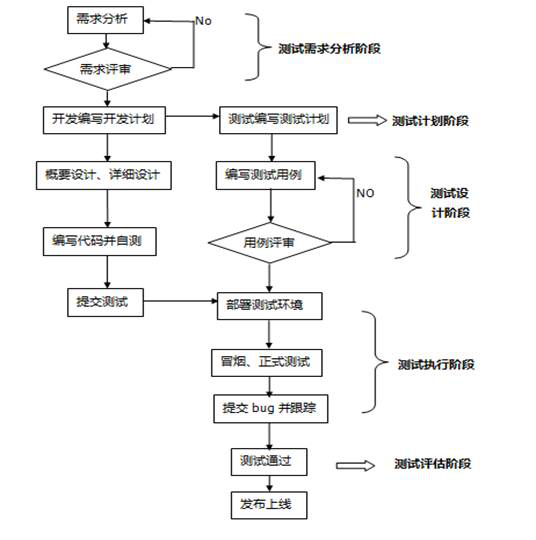 需求分析
No
测试需求分析阶段
需求评审
开发编写开发计划
测试编写测试计划
测试计划阶段
概要设计、详细设计
编写测试用例
NO
测试设
计阶段
编写代码并自测
用例评审
提交测试
部署测试环境
冒烟、正式测试
测试执行阶段
提交 bug 并跟踪
测试通过
测试评估阶段
发布上线